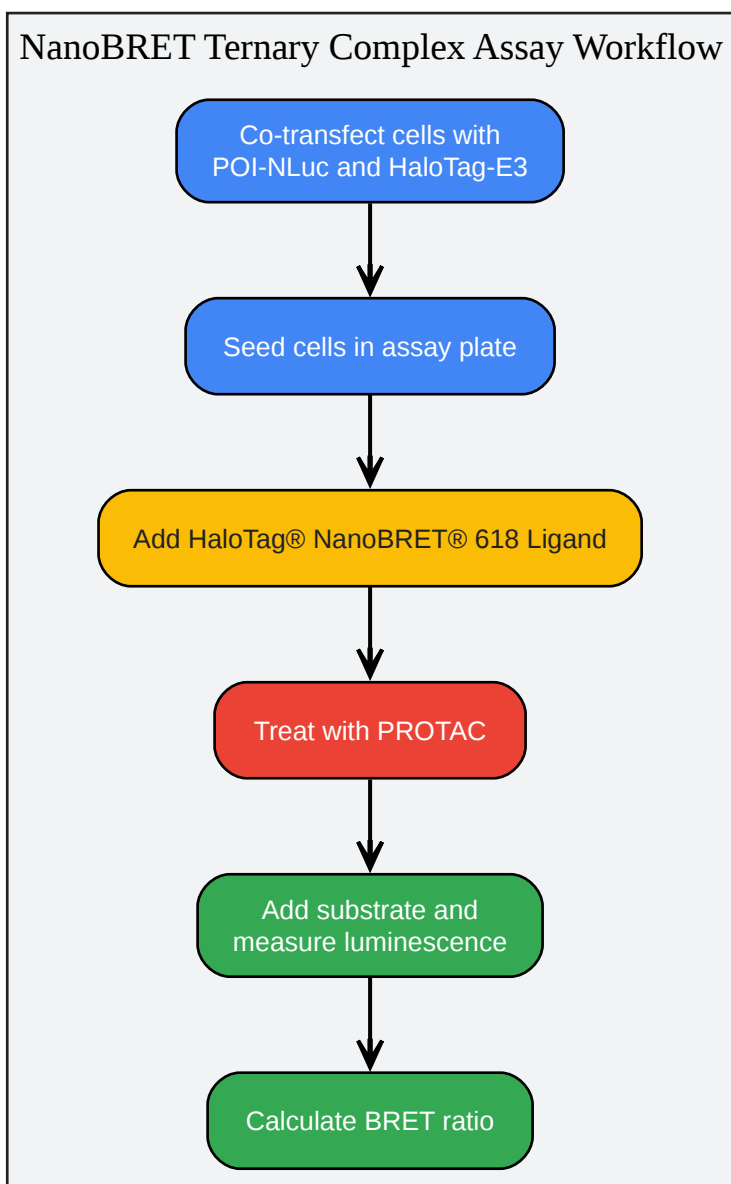 NanoBRET Ternary Complex Assay Workflow
Co-transfect cells with
POI-NLuc and HaloTag-E3
Seed cells in assay plate
Add HaloTag® NanoBRET® 618 Ligand
Treat with PROTAC
Add substrate and
measure luminescence
Calculate BRET ratio